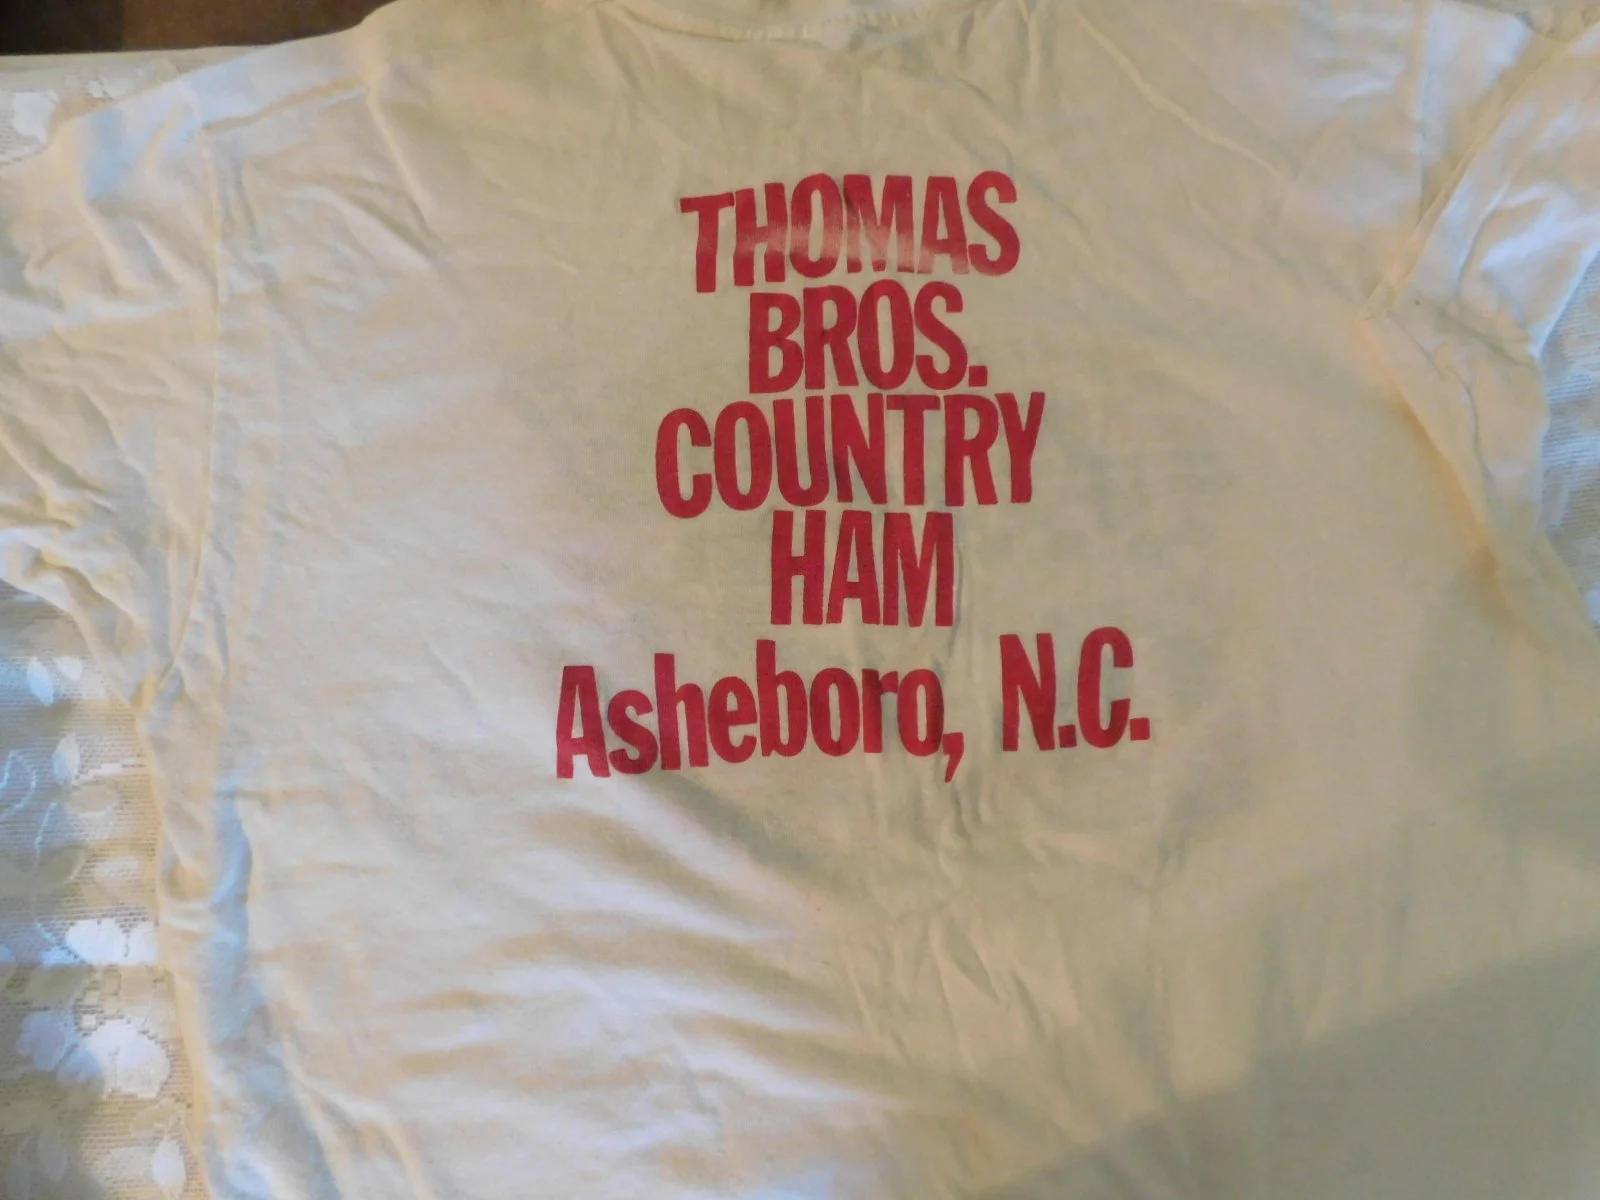 THOMAS
BROS.
COUNTRY
HAM
Asheboro, N.C.